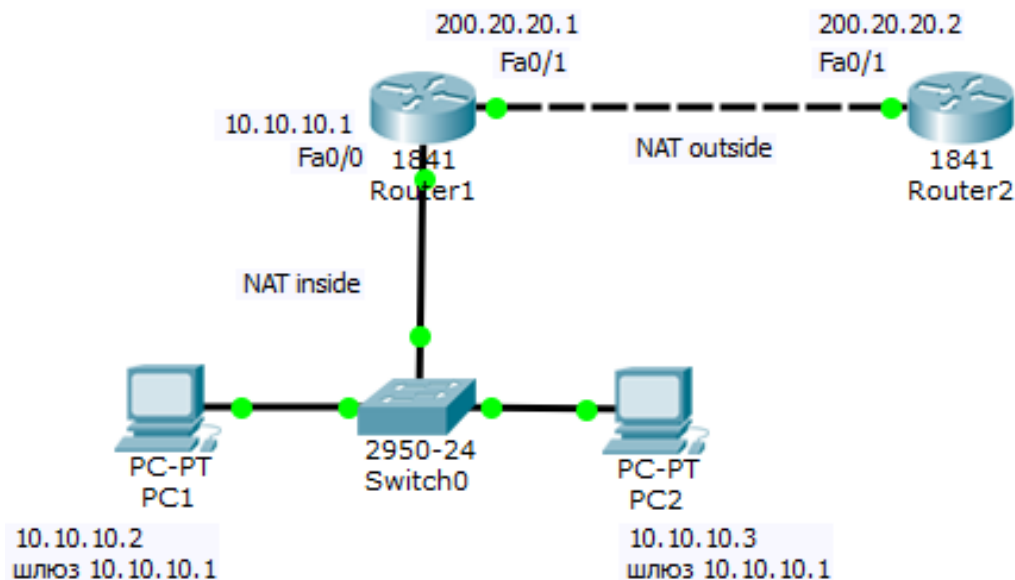 200.20.20.1
Fa0/1
200.20.20.2
Fa0/1
10.10.10.1
Fa0/0
1841
Router1
NAT outside
1841
Router2
NAT inside
PC-PT
PC1
2950-24
Switch0
PC-PT
PC2
10.10.10.2
шлюз 10.10.10.1
10.10.10.3
шлюз 10.10.10.1